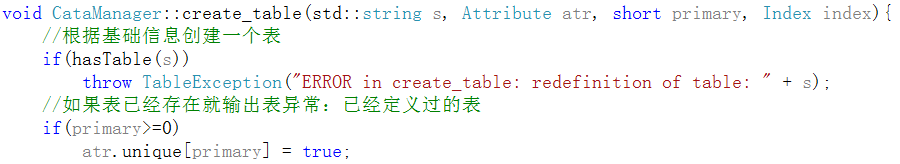 void CataManager::create_table(std::string s, Attribute atr, short primary, Index index){
    //根据基础信息创建一个表
    if(hasTable(s))
        throw TableException("ERROR in create_table: redefinition of table: " + s);
    //如果表已经存在就输出表异常：已经定义过的表
    if(primary>=0)
        atr.unique[primary] = true;